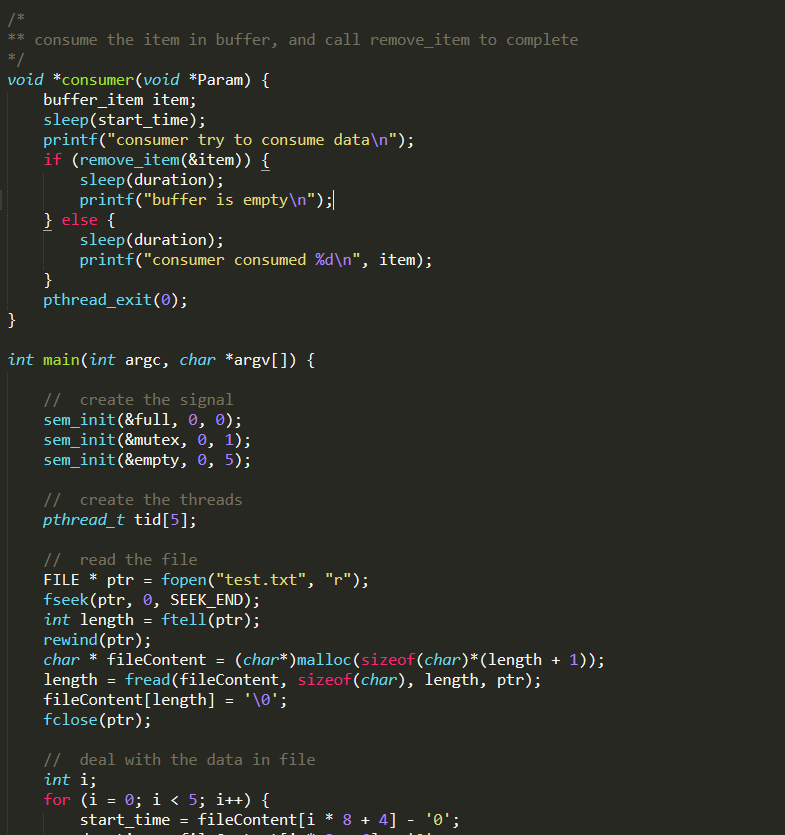 /*
** consume the item in buffer, and call remove_item to complete
*/
void *consumer(void *Param) {
    buffer_item item;
    sleep(start_time);
    printf("consumer try to consume data\n");
    if (remove_item(&item)) {
        sleep(duration);
        printf("buffer is empty\n");
    } else {
        sleep(duration);
        printf("consumer consumed %d\n", item);
    }
    pthread_exit(0);
}

int main(int argc, char *argv[]) {

    //  create the signal
    sem_init(&full, 0, 0);
    sem_init(&mutex, 0, 1);
    sem_init(&empty, 0, 5);

    //  create the threads
    pthread_t tid[5];

    //  read the file
    FILE * ptr = fopen("test.txt", "r");
    fseek(ptr, 0, SEEK_END);
    int length = ftell(ptr);
    rewind(ptr);
    char * fileContent = (char*)malloc(sizeof(char)*(length + 1));
    length = fread(fileContent, sizeof(char), length, ptr);
    fileContent[length] = '\0';
    fclose(ptr);

    //  deal with the data in file
    int i;
    for (i = 0; i < 5; i++) {
        start_time = fileContent[i * 8 + 4] - '0';